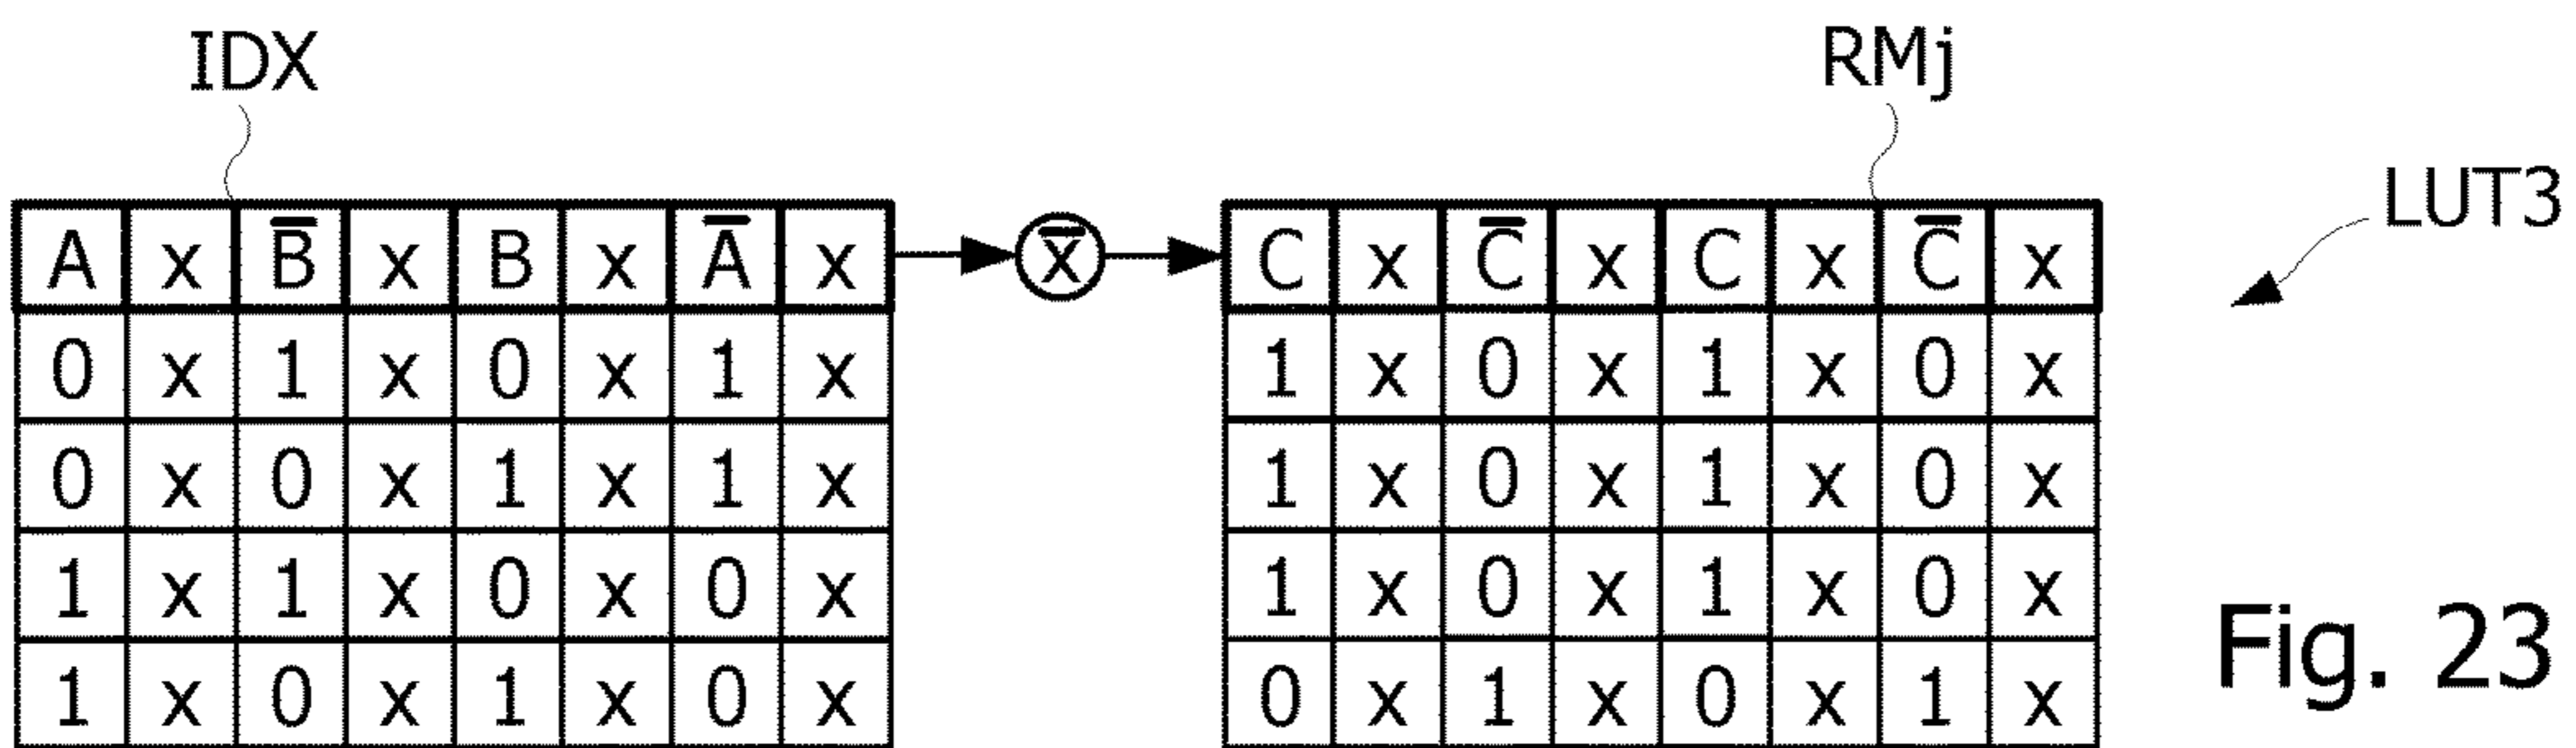 IDX RMj
LUT3
A x B̅ x B x A̅ x x̅ C x C̅ x C x C̅ x
0 x 1 x 0 x 1 x 1 x 0 x 1 x 0 x
0 x 0 x 1 x 1 x 1 x 0 x 1 x 0 x
1 x 1 x 0 x 0 x 1 x 0 x 1 x 0 x
1 x 0 x 1 x 0 x 0 x 1 x 0 x 1 x
Fig. 23